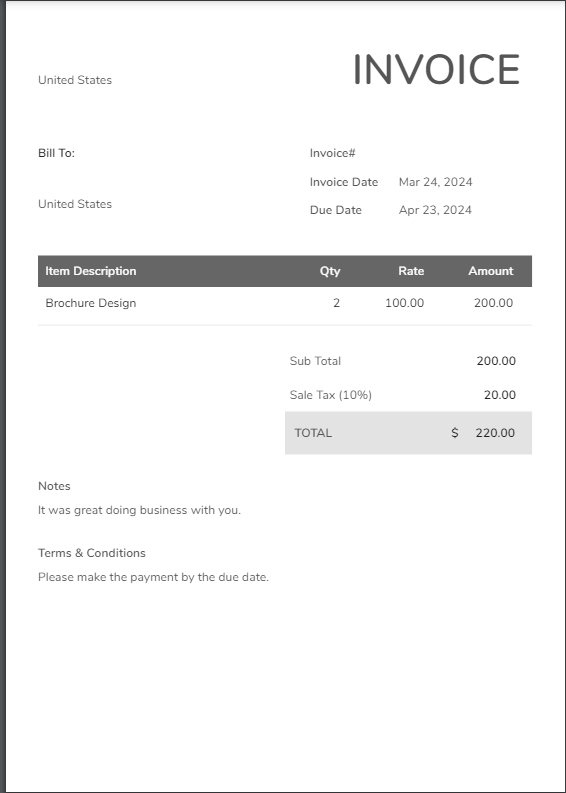 INVOICE
United States
Bill To:
United States
Invoice#
Invoice Date Mar 24, 2024
Due Date Apr 23, 2024
Item Description Qty Rate Amount
Brochure Design 2 100.00 200.00
Sub Total 200.00
Sale Tax (10%) 20.00
TOTAL $ 220.00
Notes
It was great doing business with you.
Terms & Conditions
Please make the payment by the due date.